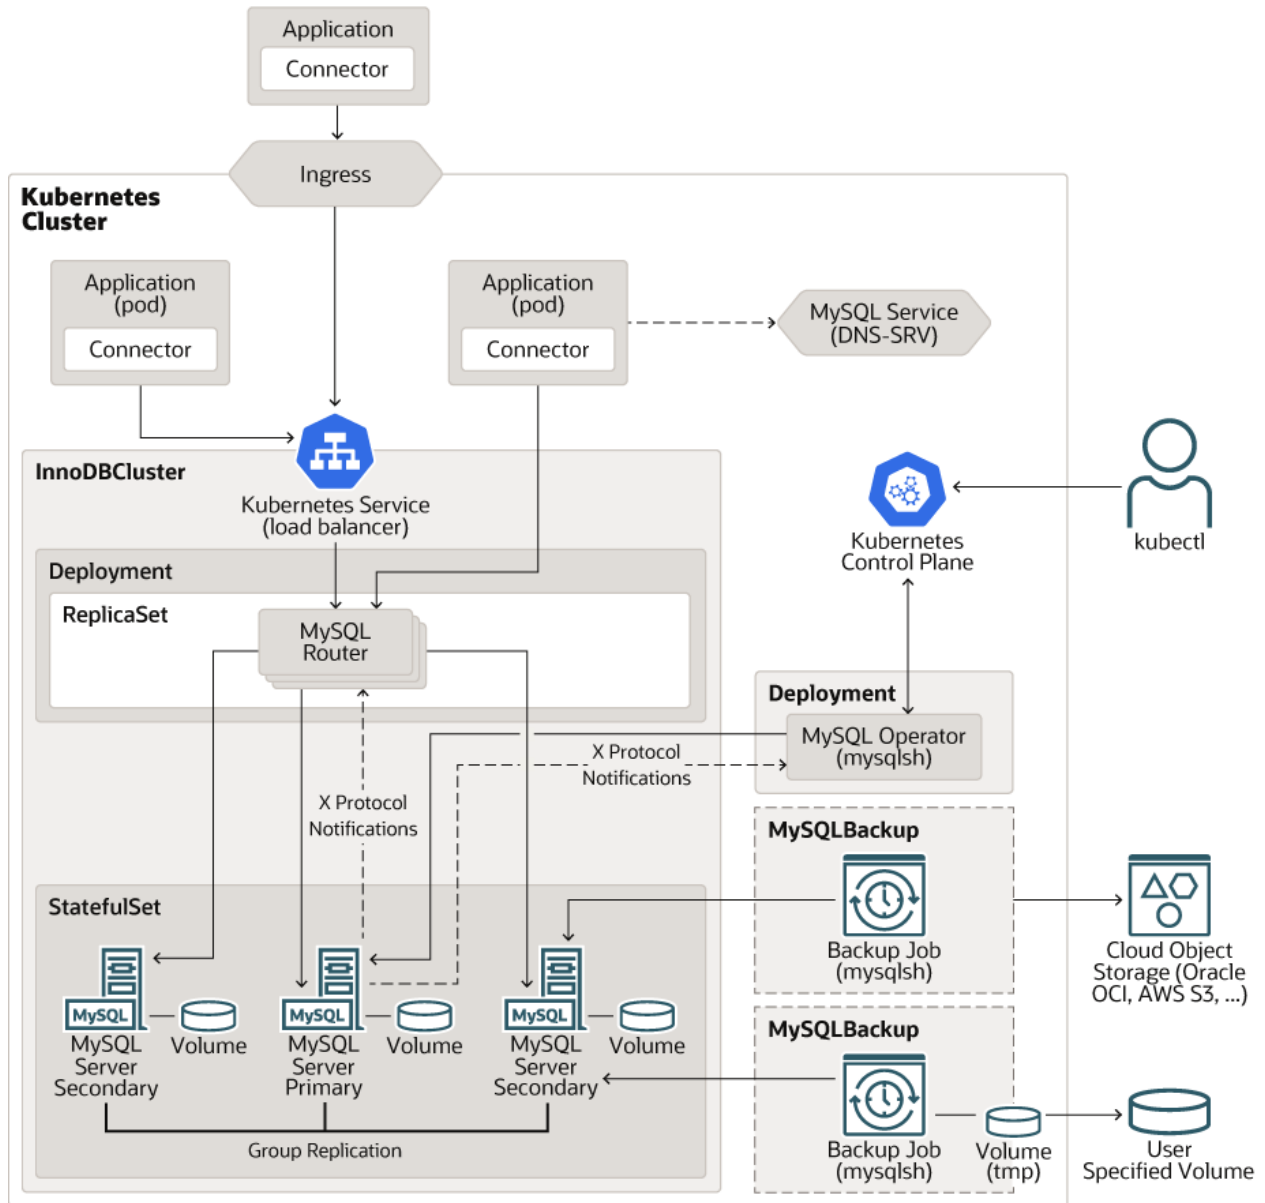 Application
Connector
Ingress
Kubernetes
Cluster
Application
(pod)
Connector
Application
(pod)
Connector
MySQL Service
(DNS-SRV)
InnoDBCluster
Kubernetes Service
(load balancer)
Kubernetes
Control Plane
kubectl
Deployment
ReplicaSet
MySQL
Router
Deployment
MySQL Operator
(mysqlsh)
X Protocol
Notifications
X Protocol
Notifications
MySQLBackup
Backup Job
(mysqlsh)
Cloud Object
Storage (Oracle
OCI, AWS S3, ...)
StatefulSet
MySQL
MySQL
Server
Secondary
Volume
MySQL
MySQL
Server
Primary
Volume
MySQL
MySQL
Server
Secondary
Volume
Group Replication
MySQLBackup
Backup Job
(mysqlsh)
Volume
(tmp)
User
Specified Volume